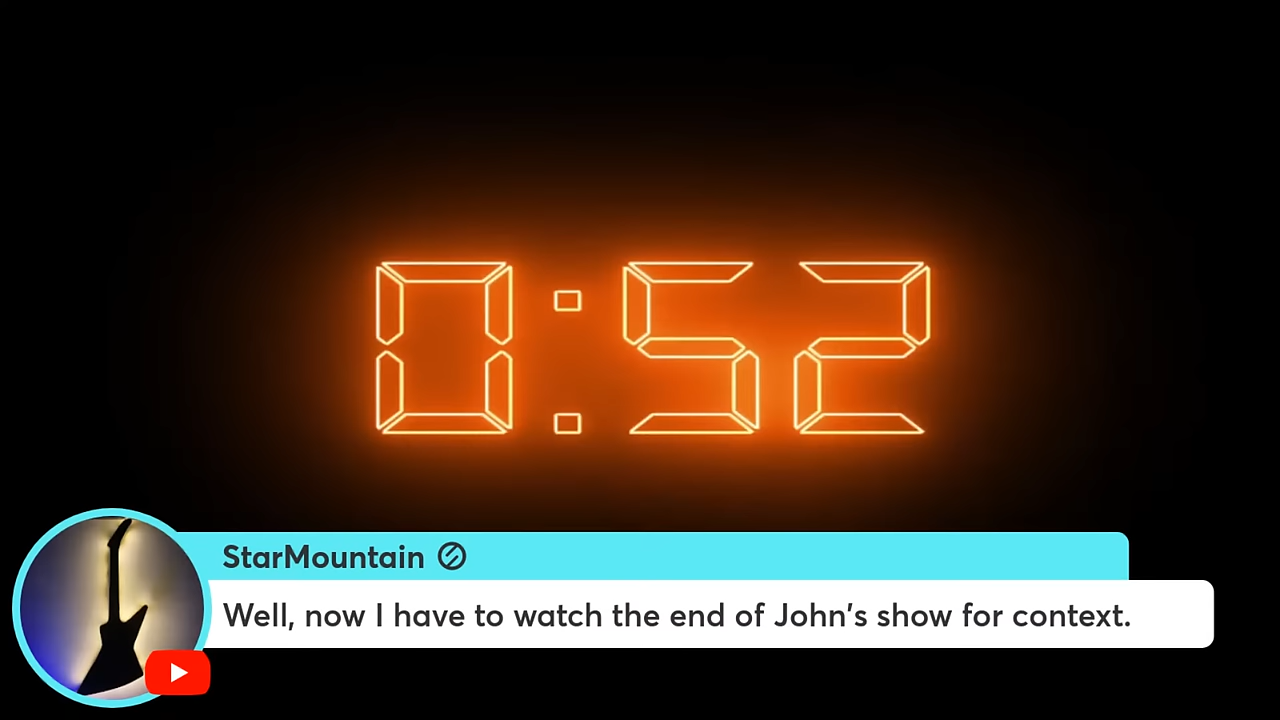 0:52
StarMountain
Well, now I have to watch the end of John's show for context.